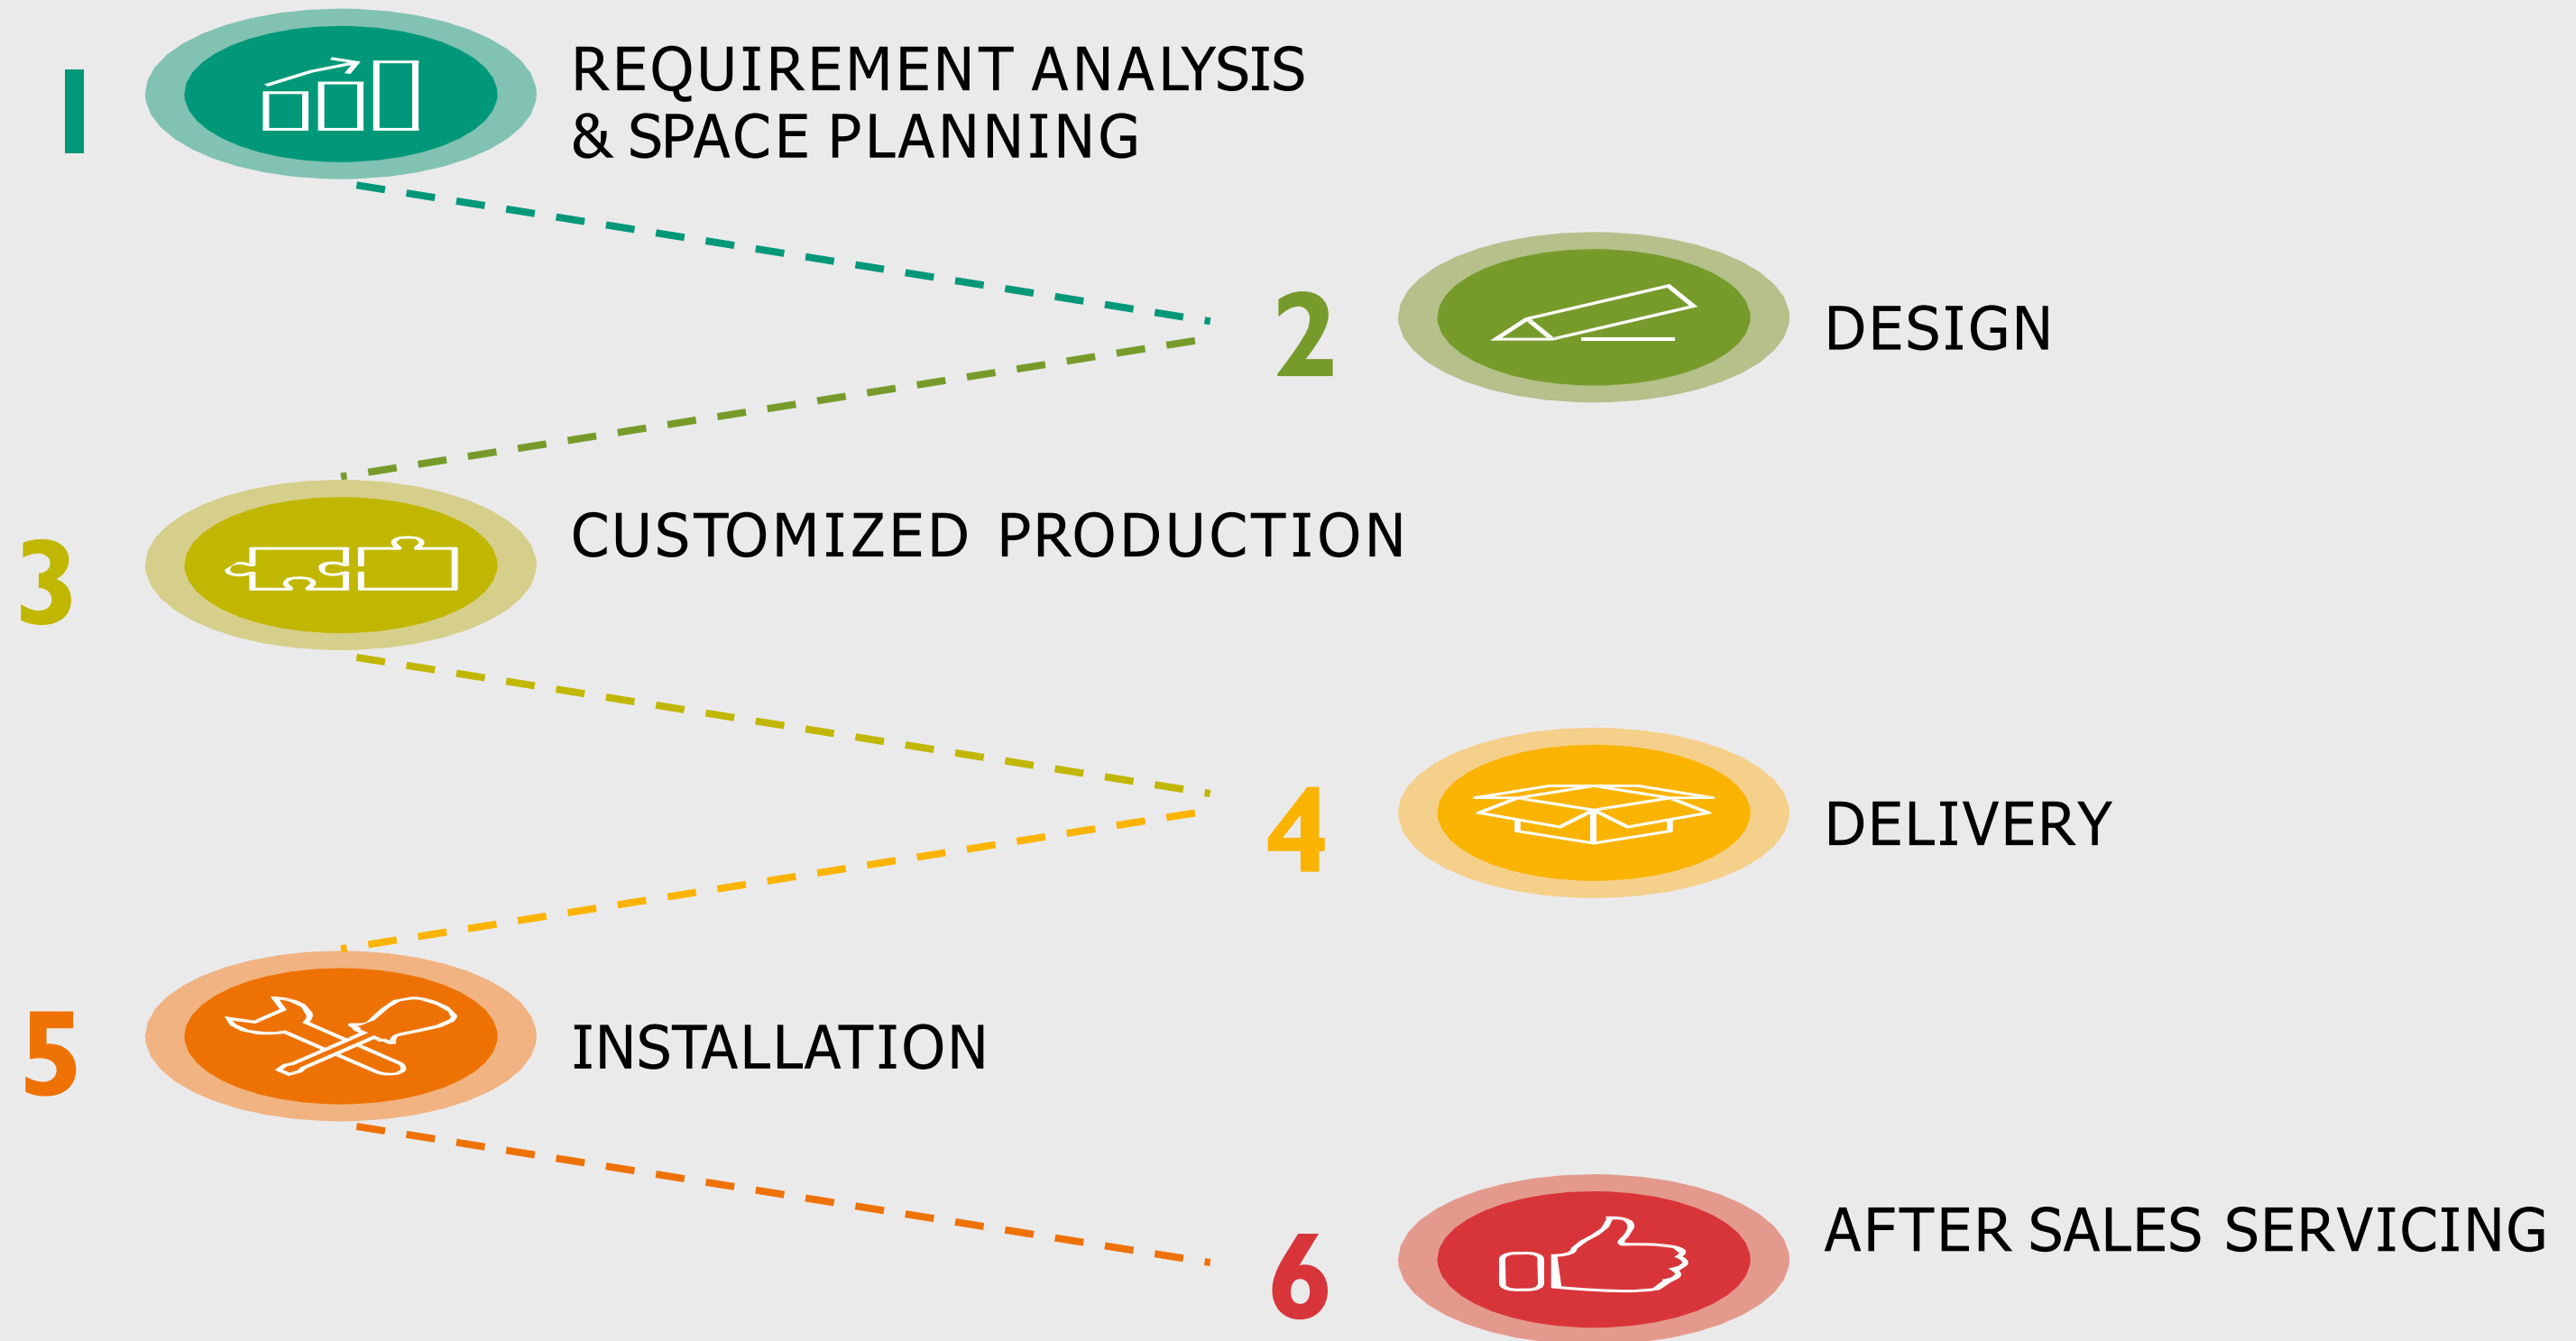 1
REQUIREMENT ANALYSIS
& SPACE PLANNING
2
DESIGN
3
CUSTOMIZED PRODUCTION
4
DELIVERY
5
INSTALLATION
6
AFTER SALES SERVICING